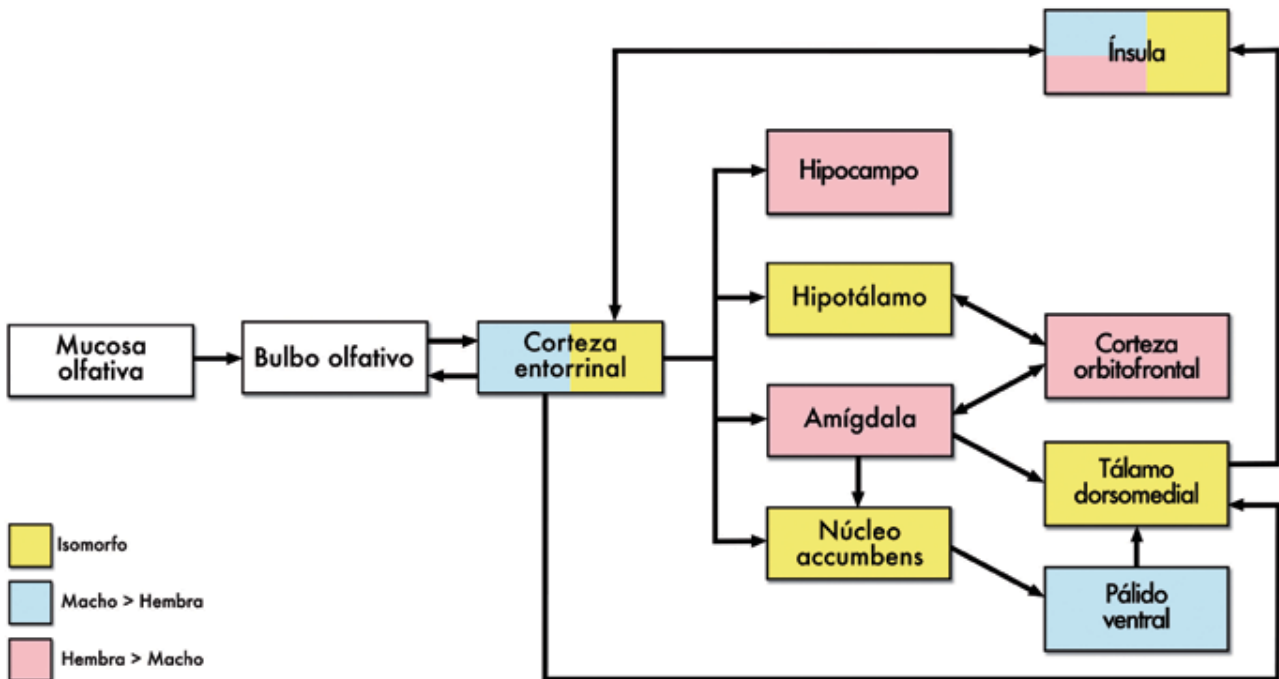 Ínsula
Hipocampo
Hipotálamo
Mucosa
olfativa
Bulbo olfativo
Corteza
entorrinal
Corteza
orbitofrontal
Amígdala
Tálamo
dorsomedial
Núcleo
accumbens
Pálido
ventral
Isomorfo
Macho > Hembra
Hembra > Macho